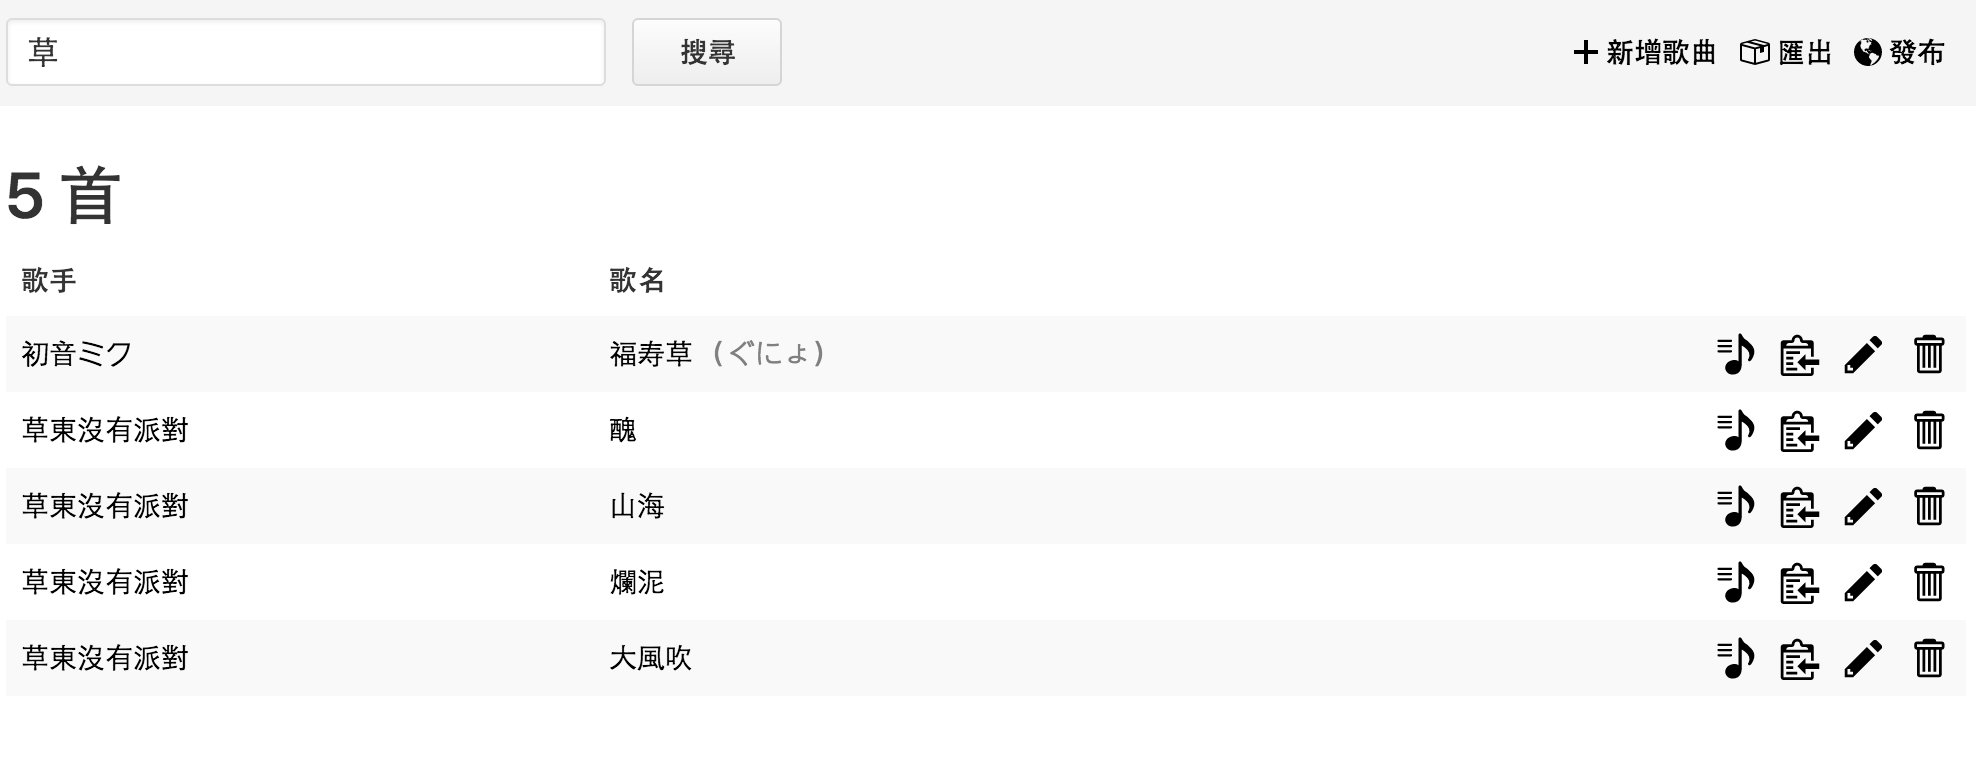 草 搜尋 新增歌曲 匯出 發布
5 首
歌手 歌名
初音ミク 福寿草 (ぐにょ)
草東沒有派對 醜
草東沒有派對 山海
草東沒有派對 爛泥
草東沒有派對 大風吹